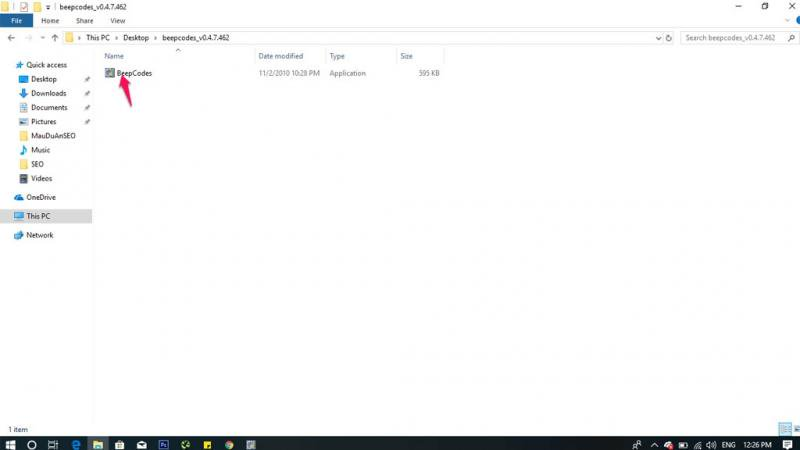 beepcodes_v0.4.7.462
File Home Share View
This PC Desktop beepcodes_v0.4.7.462 Search beepcodes_v0.4.7.462
Name Date modified Type Size
Quick access
BeepCodes 11/2/2010 10:28 PM Application 595 KB
Desktop
Downloads
Documents
Pictures
MauDuAnSEO
Music
SEO
Videos
OneDrive
This PC
Network
1 item
ENG 12:26 PM